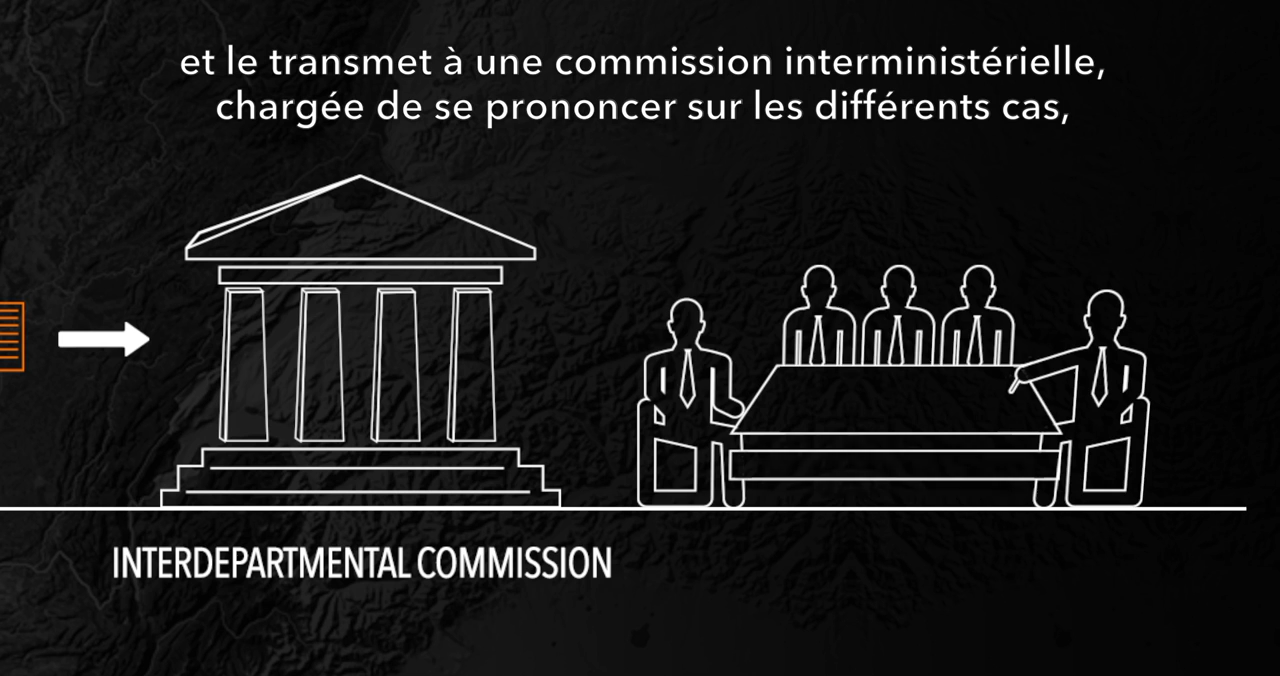 et le transmet à une commission interministérielle,
chargée de se prononcer sur les différents cas,
INTERDEPARTMENTAL COMMISSION